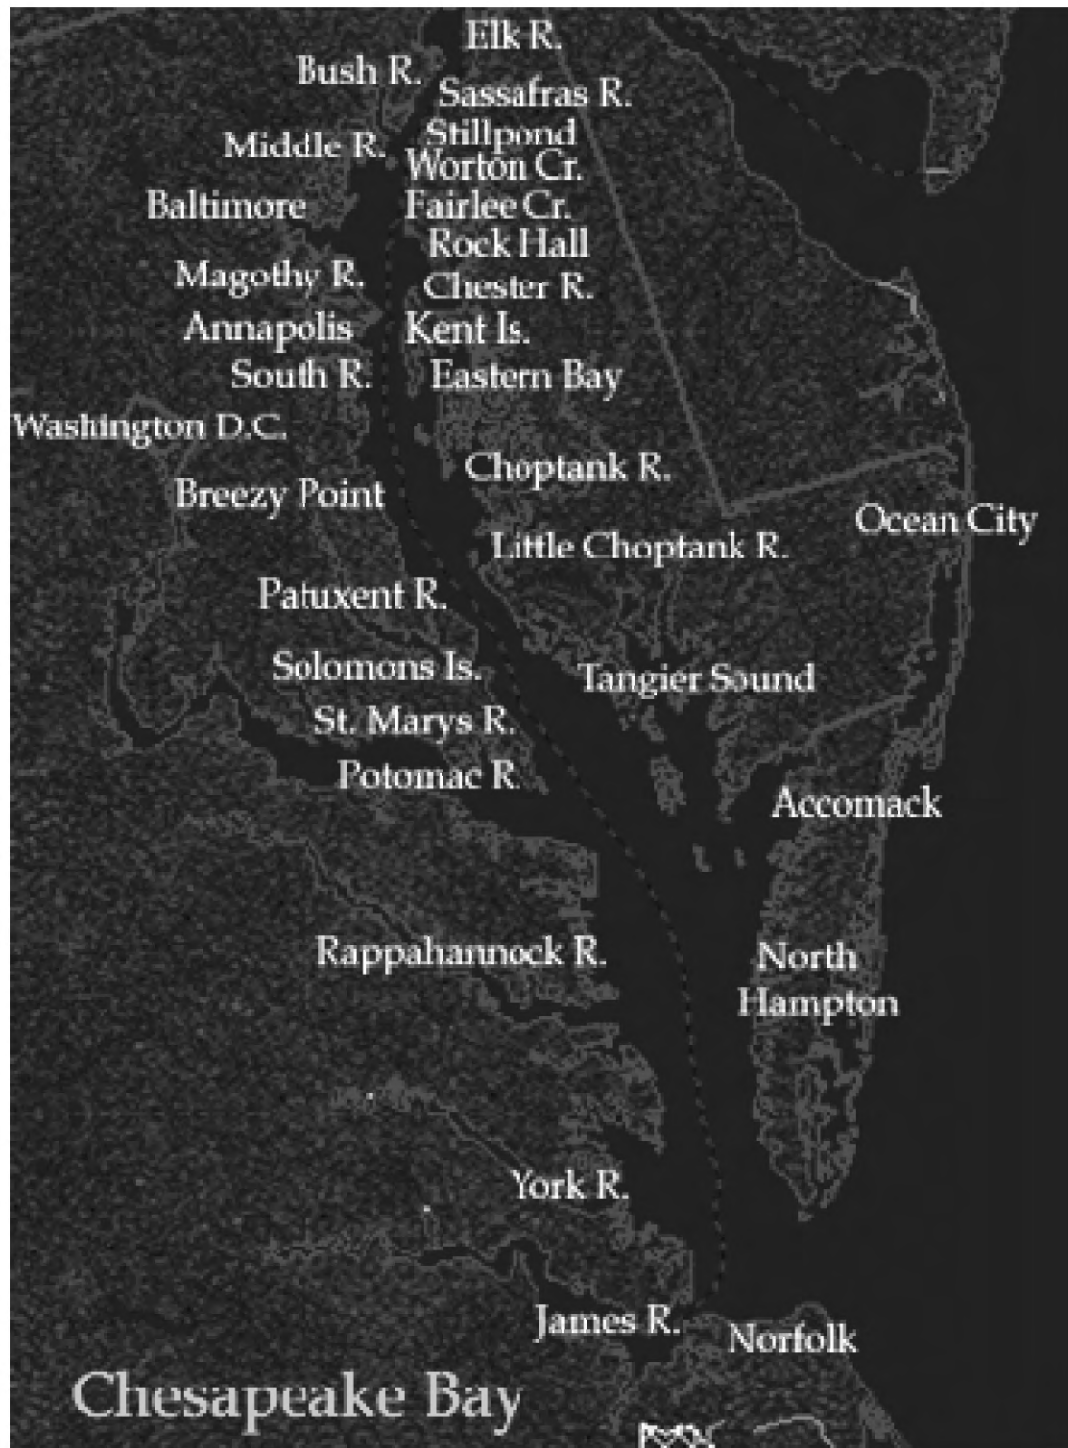 Elk R.
Bush R.
Sassafras R.
Stillpond
Middle R.
Worton Cr.
Baltimore
Fairlee Cr.
Rock Hall
Magothy R.
Chester R.
Annapolis
Kent Is.
South R.
Eastern Bay
Washington D.C.
Choptank R.
Breezy Point
Ocean City
Little Choptank R.
Patuxent R.
Solomons Is.
Tangier Sound
St. Marys R.
Potomac R.
Accomack
Rappahannock R.
North
Hampton
York R.
James R.
Norfolk
Chesapeake Bay